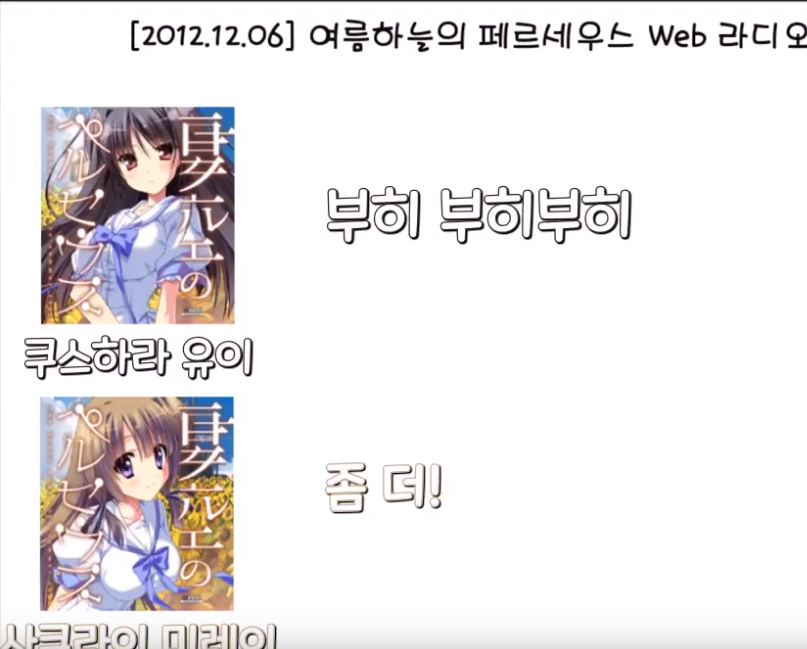 [2012.12.06] 여름하늘의 페르세우스 Web 라디오
夏空の
ペルセウス
부히 부히부히
쿠스하라 유이
夏空の
ペルセウス
좀 더!
사쿠라이 미레이